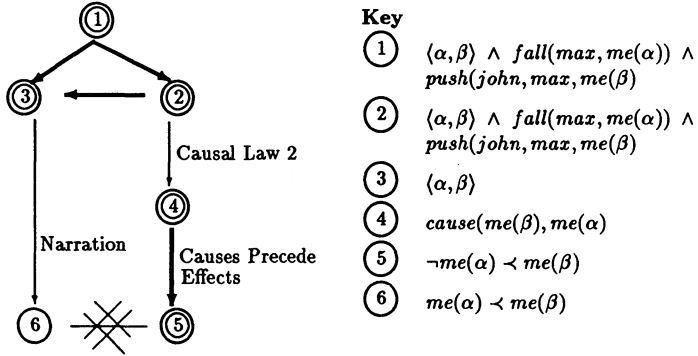 1
3
2
Causal Law 2
4
Narration
Causes Precede
Effects
6
5
Key
1 ⟨α,β⟩ ∧ fall(max,me(α)) ∧
push(john,max,me(β)
2 ⟨α,β⟩ ∧ fall(max,me(α)) ∧
push(john,max,me(β)
3 ⟨α,β⟩
4 cause(me(β),me(α)
5 ¬me(α) ≺ me(β)
6 me(α) ≺ me(β)